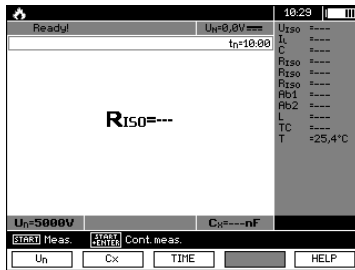 10:29
Ready!
UN=0,0V
tn=10:00
RISO=---
Un=5000V
CX=---nF
UISO =---
IL =---
C =---
RISO =---
RISO =---
RISO =---
Ab1 =---
Ab2 =---
L =---
TC =---
T =25,4°C
START Meas.
START +ENTER Cont.meas.
Un
Cx
TIME
HELP